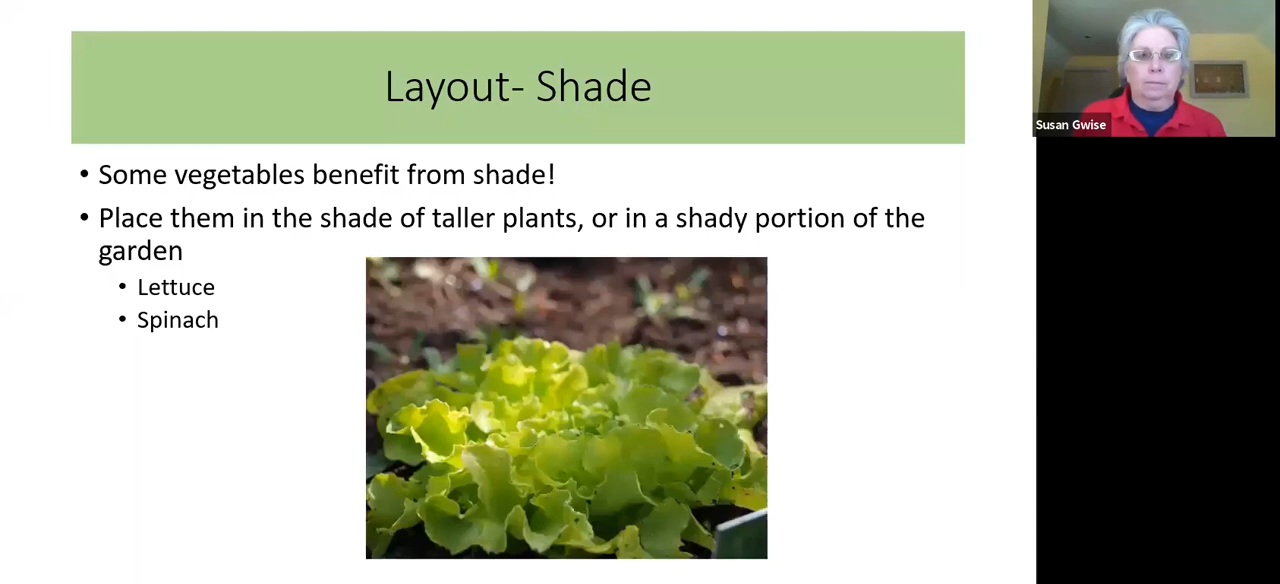 Layout- Shade
• Some vegetables benefit from shade!
• Place them in the shade of taller plants, or in a shady portion of the
garden
• Lettuce
• Spinach
Susan Gwise